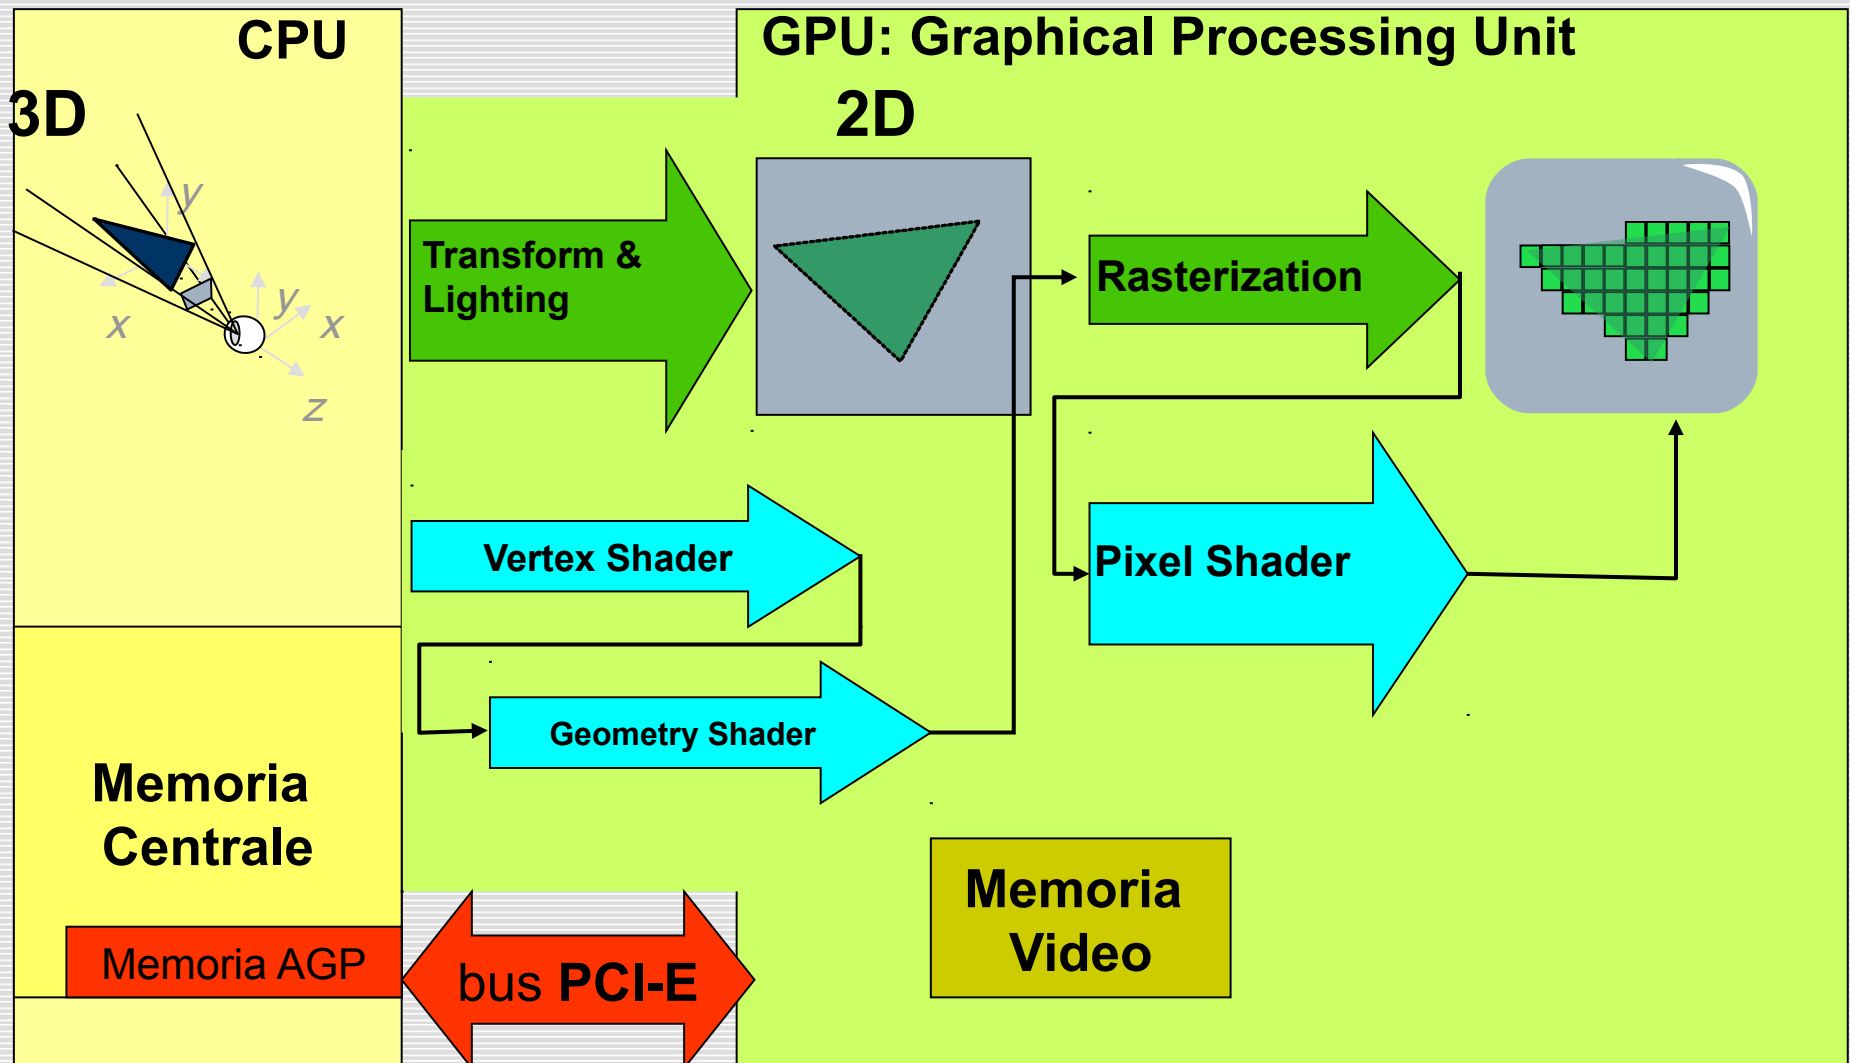 CPU
GPU: Graphical Processing Unit
3D
2D
y
x
y
x
z
Transform &
Lighting
Rasterization
Vertex Shader
Pixel Shader
Geometry Shader
Memoria
Centrale
Memoria
Video
Memoria AGP
bus PCI-E